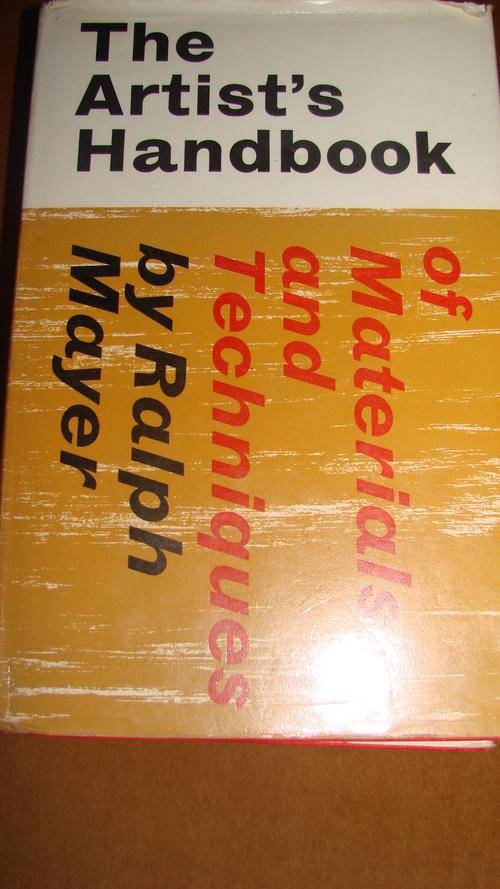 The
Artist's
Handbook
of
Materials
and
Techniques
by Ralph
Mayer